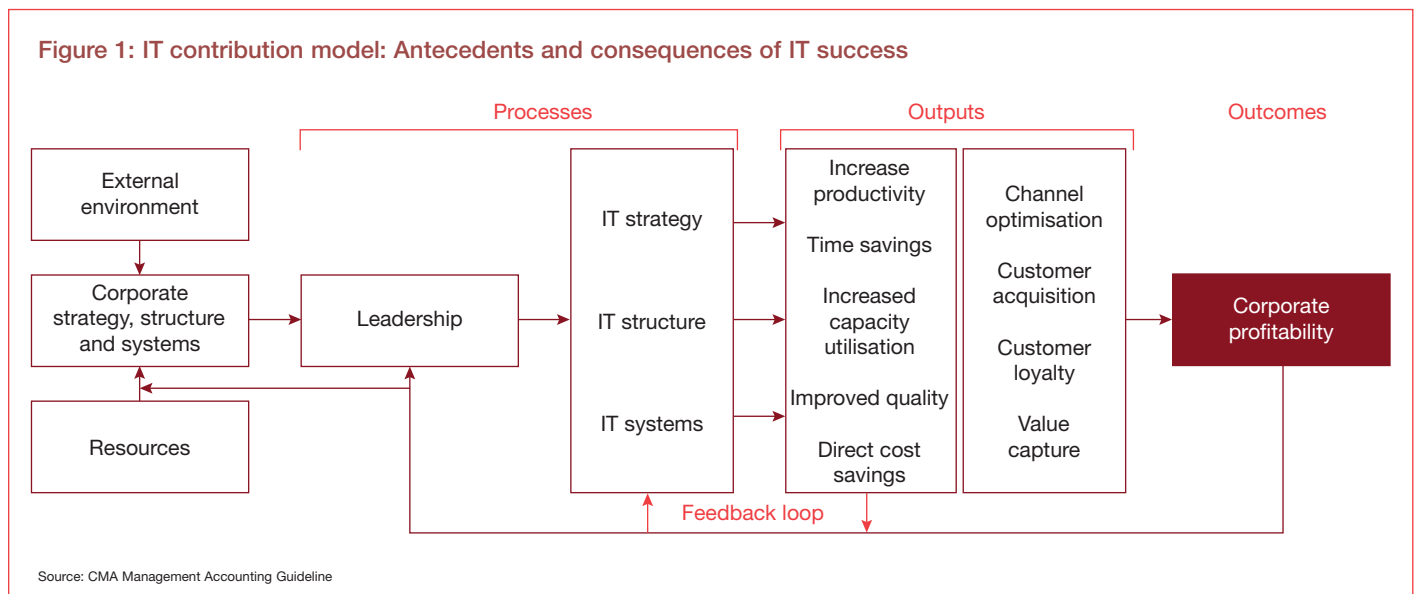 Figure 1: IT contribution model: Antecedents and consequences of IT success
Processes
Outputs
Outcomes
External
environment
Corporate
strategy, structure
and systems
Resources
Leadership
IT strategy
IT structure
IT systems
Increase
productivity
Time savings
Increased
capacity
utilisation
Improved quality
Direct cost
savings
Channel
optimisation
Customer
acquisition
Customer
loyalty
Value
capture
Corporate
profitability
Feedback loop
Source: CMA Management Accounting Guideline